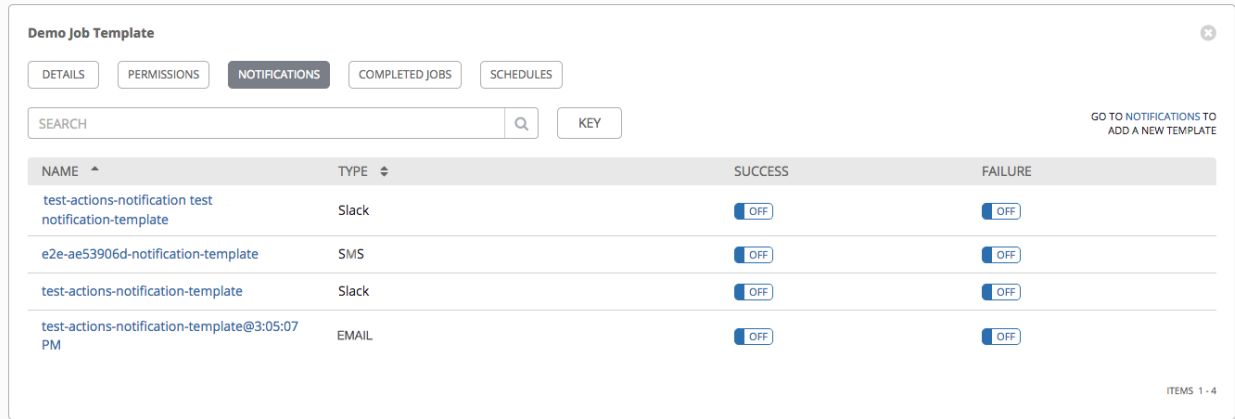 Demo Job Template
DETAILS PERMISSIONS NOTIFICATIONS COMPLETED JOBS SCHEDULES
SEARCH KEY
GO TO NOTIFICATIONS TO
ADD A NEW TEMPLATE
NAME TYPE SUCCESS FAILURE
test-actions-notification test
notification-template
Slack OFF OFF
e2e-ae53906d-notification-template SMS OFF OFF
test-actions-notification-template Slack OFF OFF
test-actions-notification-template@3:05:07
PM
EMAIL OFF OFF
ITEMS 1 - 4